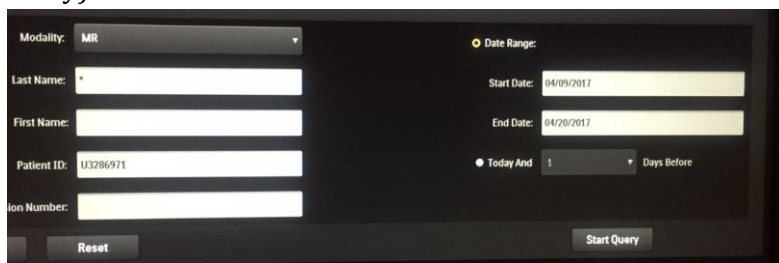 Modality: MR
Date Range:
Last Name: *
Start Date: 04/09/2017
First Name:
End Date: 04/20/2017
Patient ID: U3286971
Today And 1 Days Before
ion Number:
Reset
Start Query